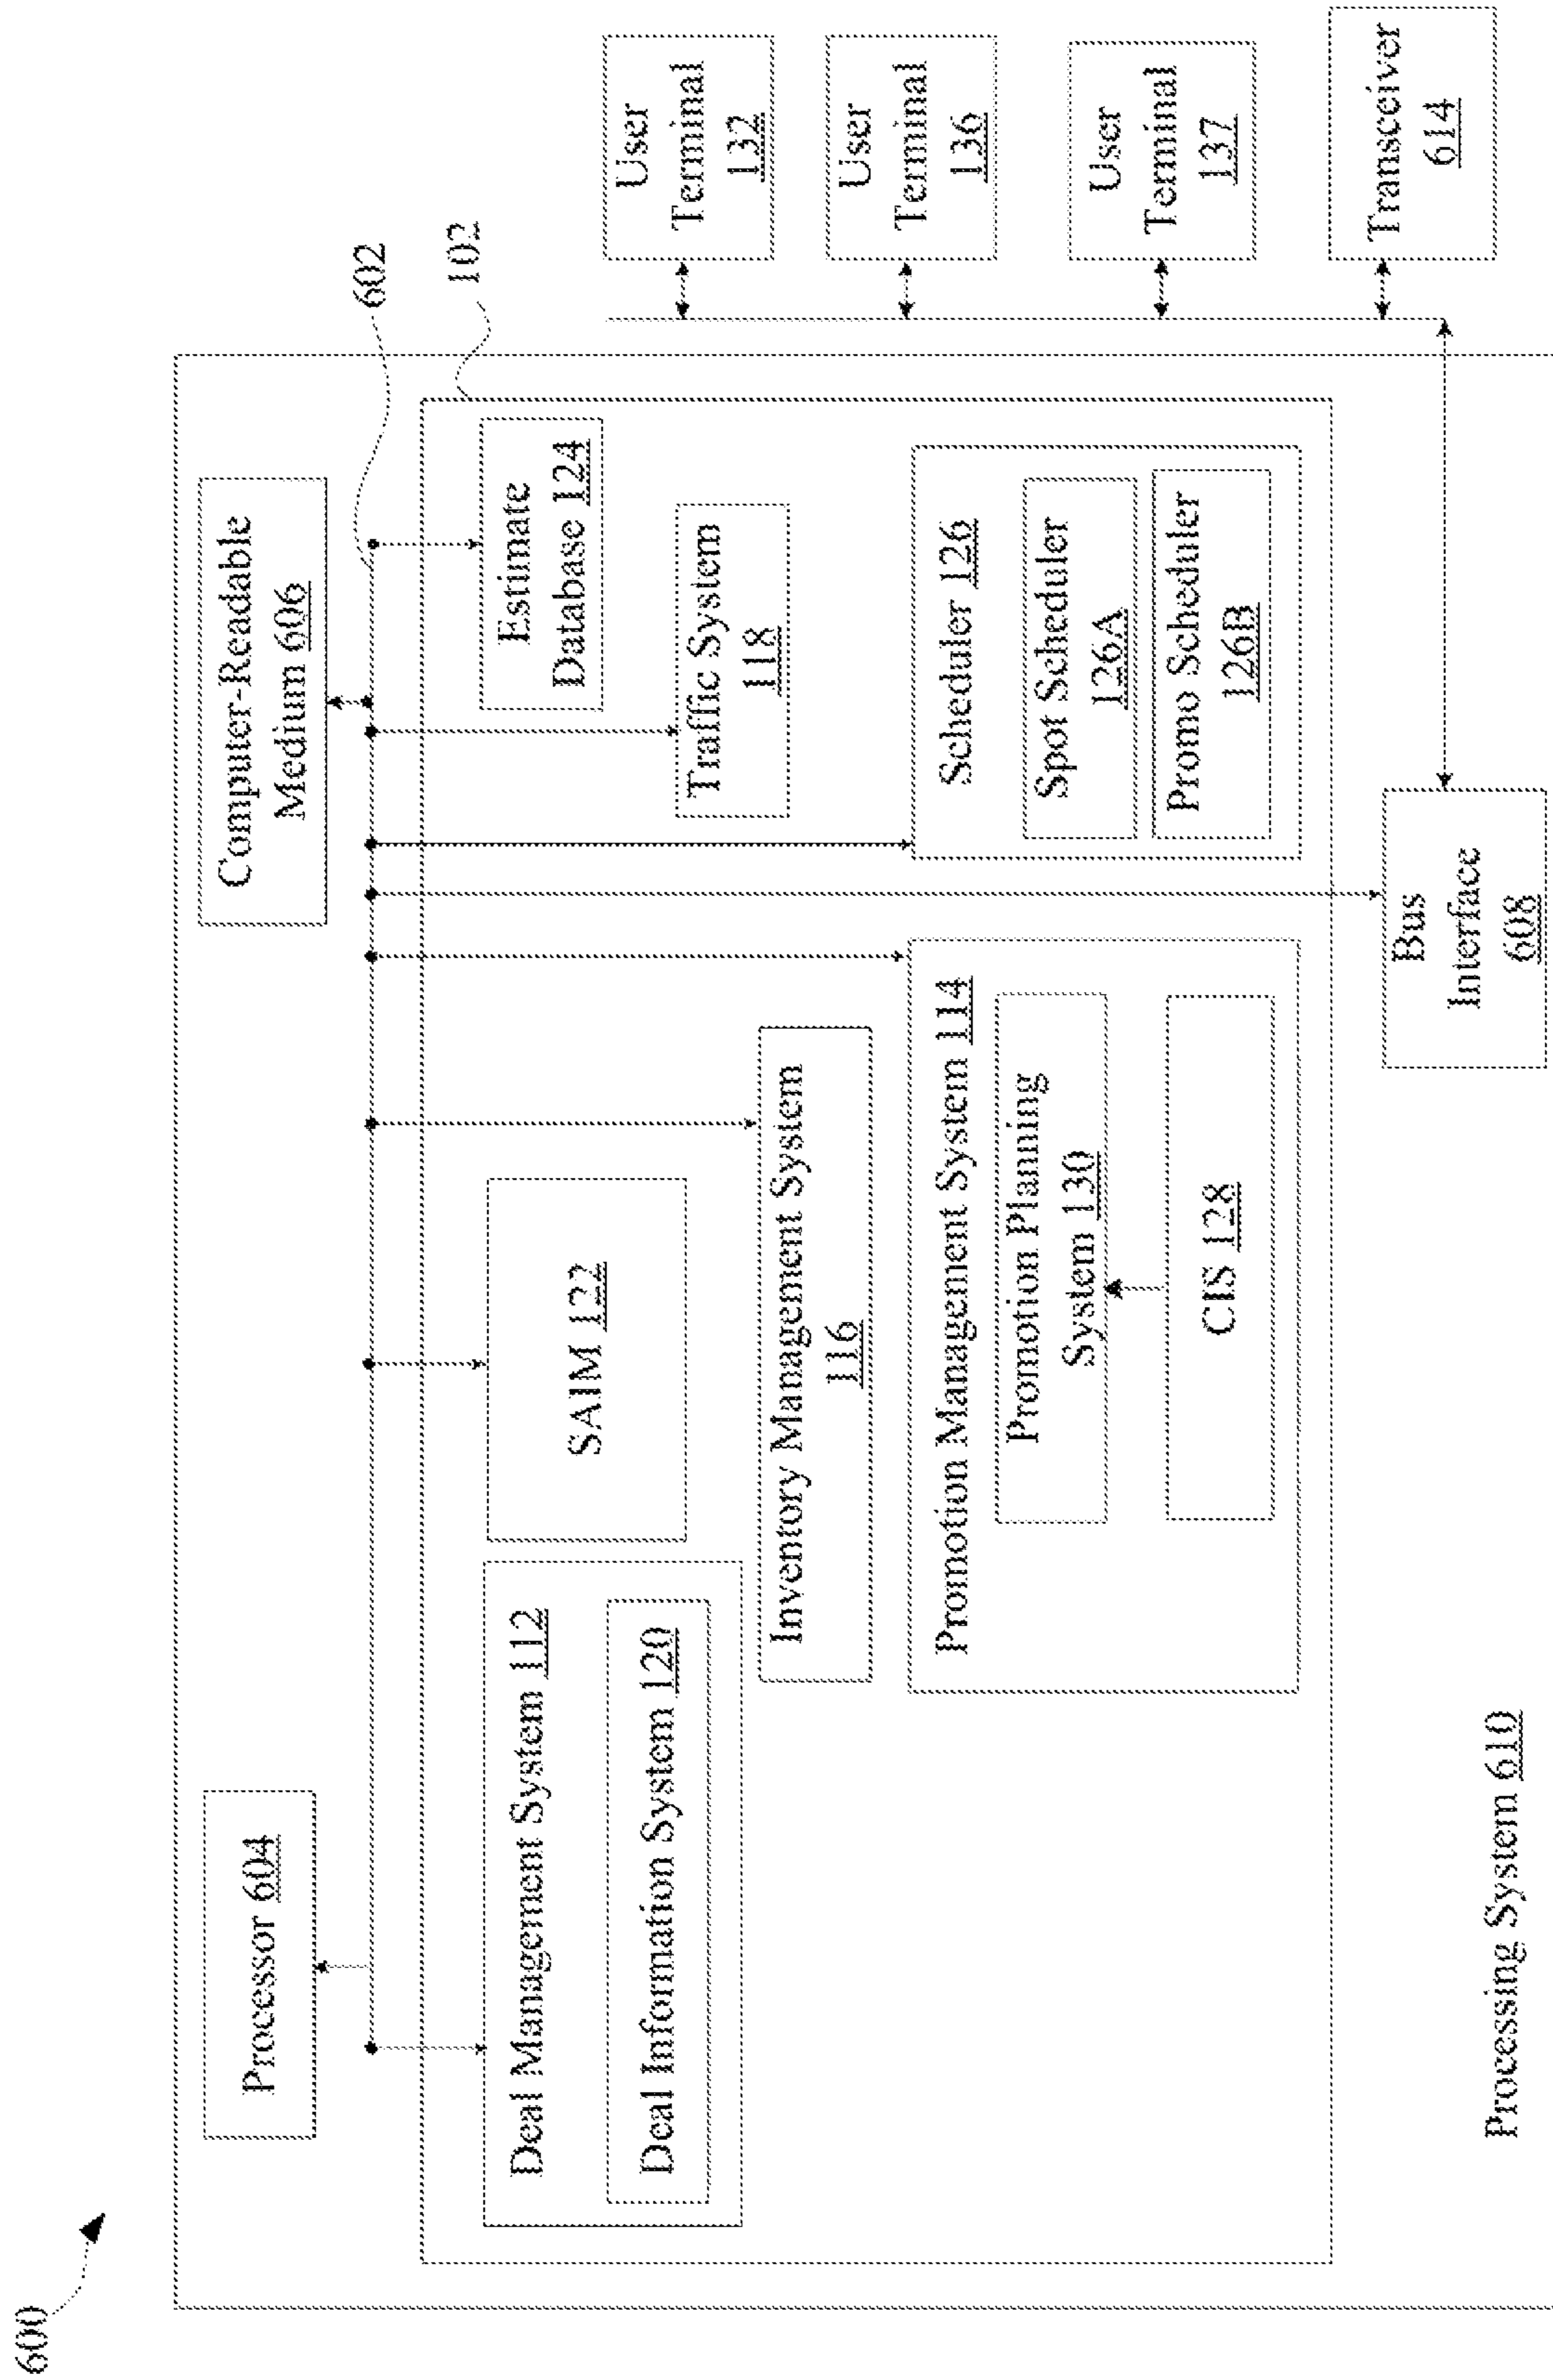 600
Processor 604
Computer-Readable
Medium 606
602
102
Deal Management System 112
Deal Information System 120
SAIM 122
Estimate
Database 124
Inventory Management System
116
Traffic System
118
Promotion Management System 114
Promotion Planning
System 130
CIS 128
Scheduler 126
Spot Scheduler
126A
Promo Scheduler
126B
Bus
Interface
608
Processing System 610
User
Terminal
132
User
Terminal
136
User
Terminal
137
Transceiver
614